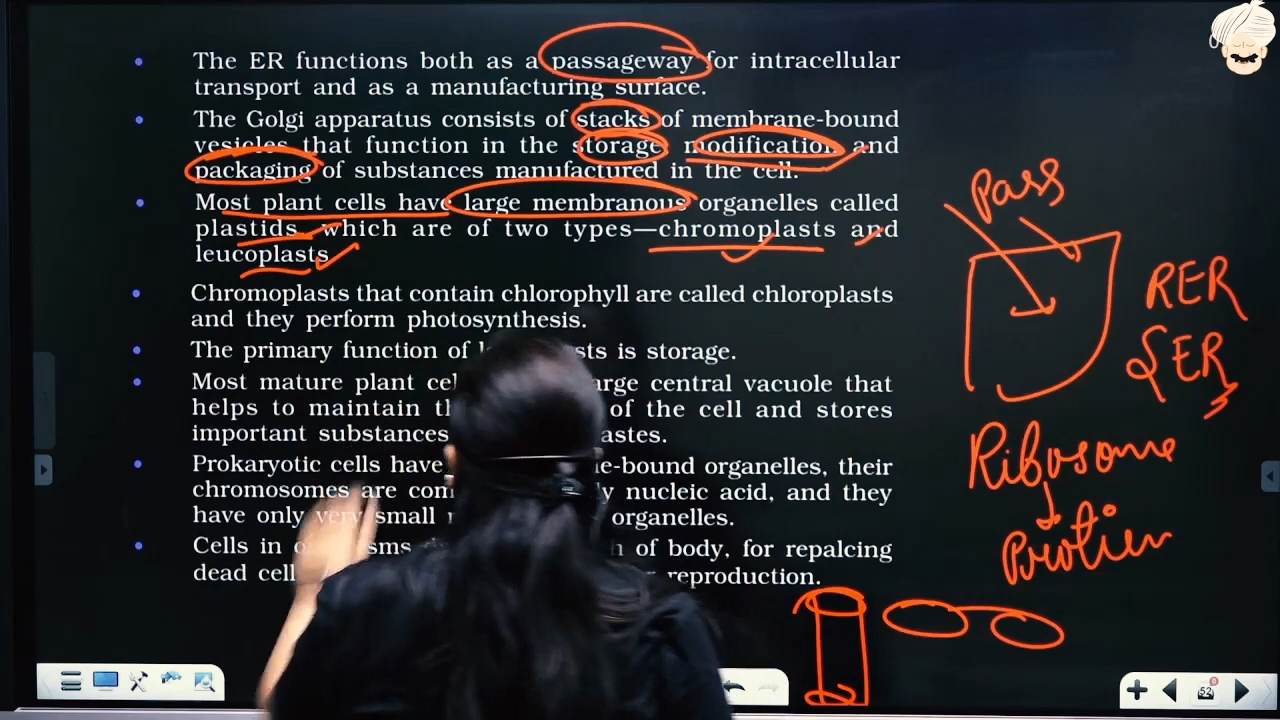 The ER functions both as a passageway for intracellular
transport and as a manufacturing surface.
The Golgi apparatus consists of stacks of membrane-bound
vesicles that function in the storage modification and
packaging of substances manufactured in the cell.
Most plant cells have large membranous organelles called
plastids, which are of two types—chromoplasts and
leucoplasts
Chromoplasts that contain chlorophyll are called chloroplasts
and they perform photosynthesis.
The primary function of is storage.
Most mature plant large central vacuole that
helps to maintain of the cell and stores
important substances
Prokaryotic cells have organelles, their
chromosomes are nucleic acid, and they
have only very small organelles.
Cells in of body, for repalcing
dead reproduction.
Pass
RER
SER
Ribosome
Protien
52